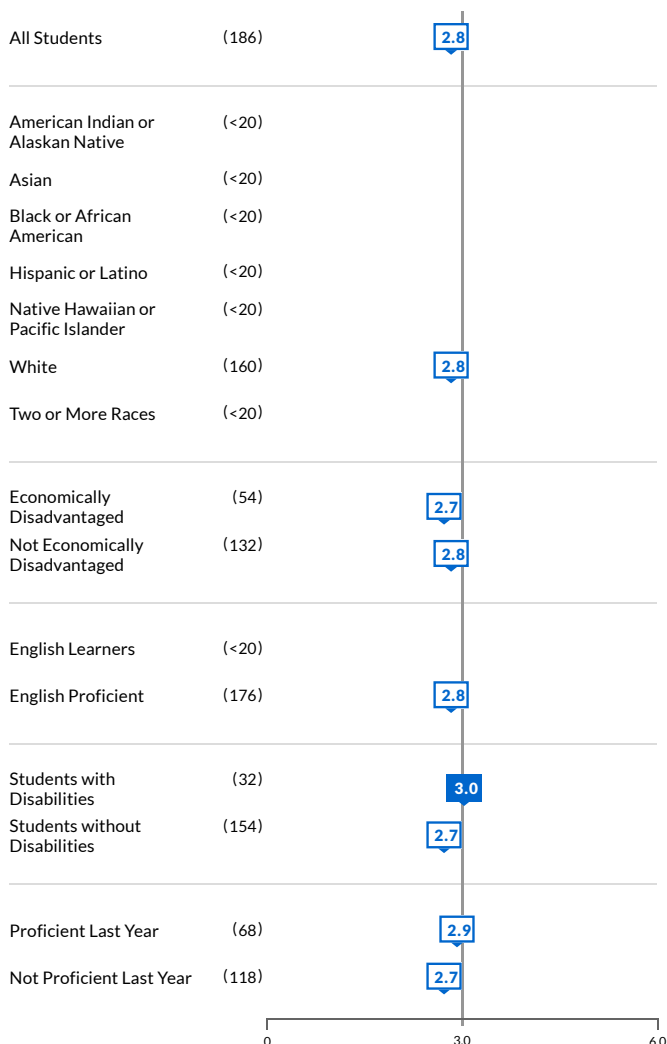 All Students (186) 2.8
American Indian or (<20)
Alaskan Native
Asian (<20)
Black or African (<20)
American
Hispanic or Latino (<20)
Native Hawaiian or (<20)
Pacific Islander
White (160) 2.8
Two or More Races (<20)
Economically (54) 2.7
Disadvantaged
Not Economically (132) 2.8
Disadvantaged
English Learners (<20)
English Proficient (176) 2.8
Students with (32) 3.0
Disabilities
Students without (154) 2.7
Disabilities
Proficient Last Year (68) 2.9
Not Proficient Last Year (118) 2.7
0 3.0 6.0